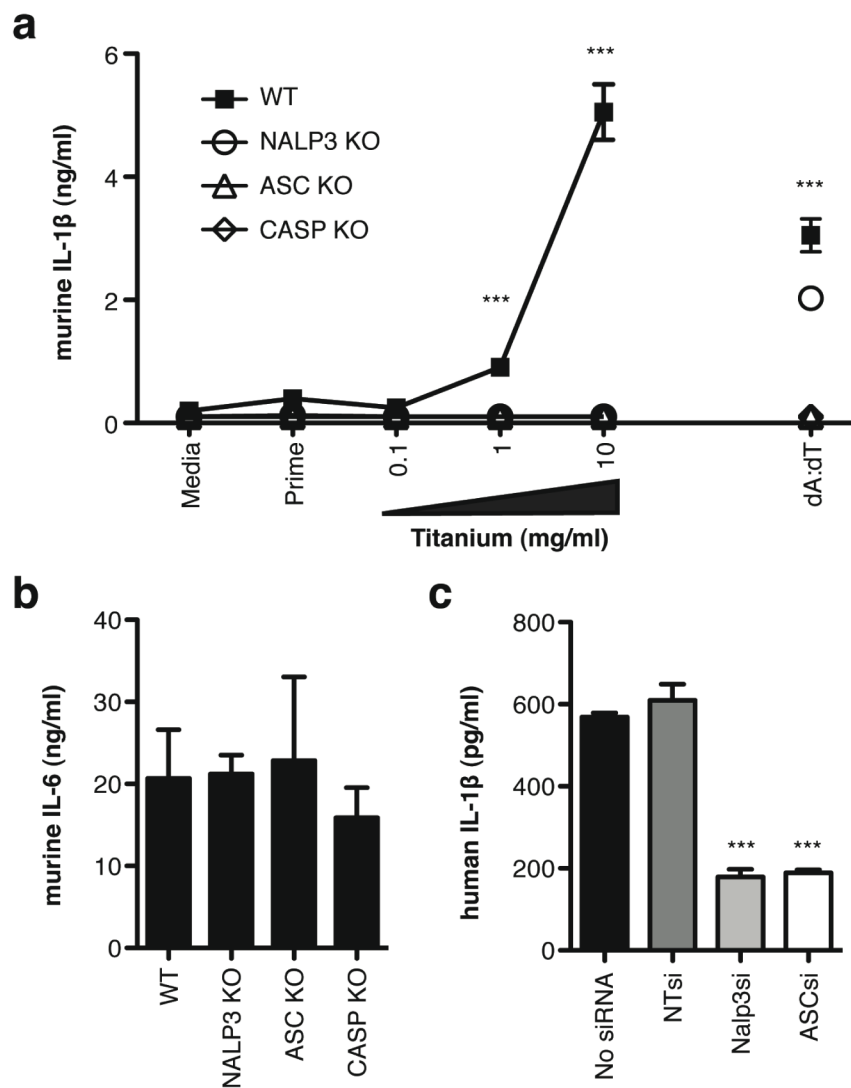 a
6
4
2
0
murine IL-1β (ng/ml)
WT
NALP3 KO
ASC KO
CASP KO
***
***
***
Media
Prime
0.1
1
10
dA:dT
Titanium (mg/ml)
b
40
30
20
10
0
murine IL-6 (ng/ml)
WT
NALP3 KO
ASC KO
CASP KO
c
800
600
400
200
0
human IL-1β (pg/ml)
***
***
No siRNA
NTsi
Nalp3si
ASCsi